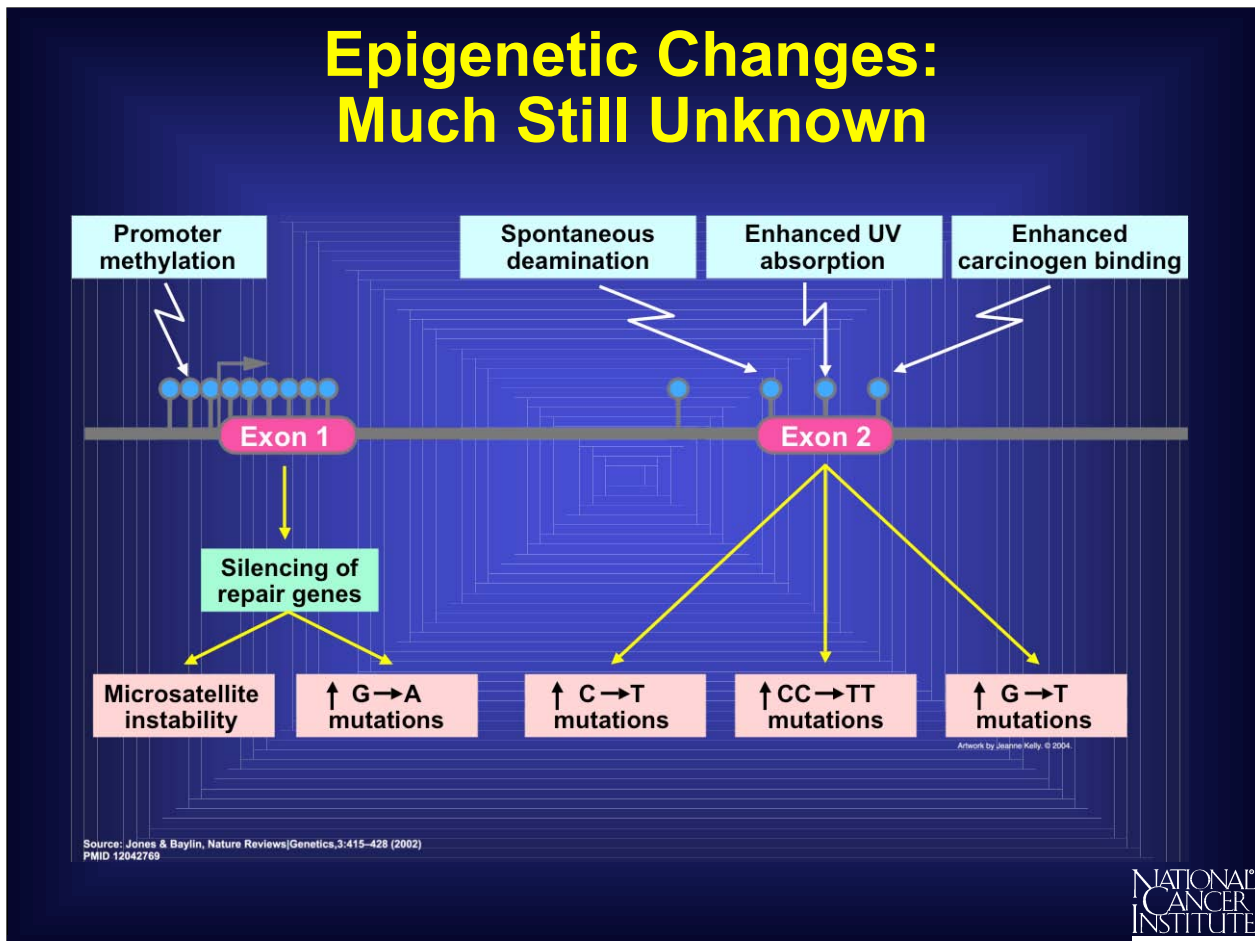 Epigenetic Changes:
Much Still Unknown
Promoter
methylation
Spontaneous
deamination
Enhanced UV
absorption
Enhanced
carcinogen binding
Exon 1
Exon 2
Silencing of
repair genes
Microsatellite
instability
↑ G→A
mutations
↑ C→T
mutations
↑ CC→TT
mutations
↑ G→T
mutations
Artwork by Jeanne Kelly. © 2004.
Source: Jones & Baylin, Nature Reviews|Genetics,3:415–428 (2002)
PMID 12042769
NATIONAL®
CANCER
INSTITUTE